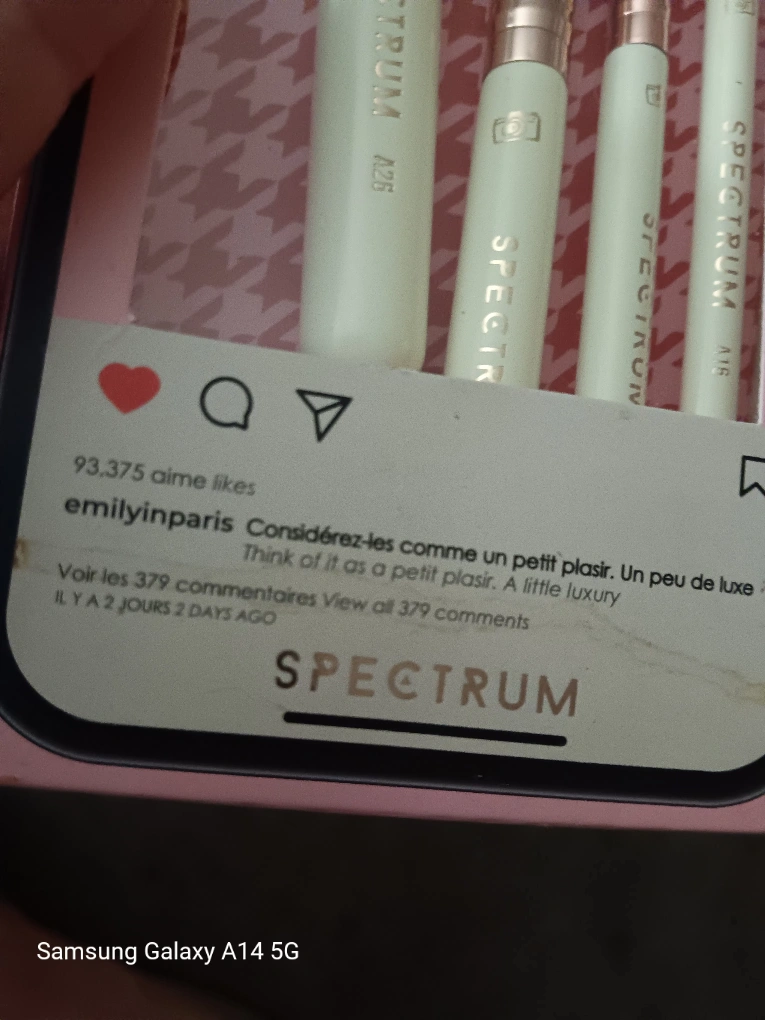 SPECTRUM
A26
SPECTR
SPECTRUM
SPECTRUM
A16
93,375 aime likes
emilyinparis Considérez-les comme un petit plasir. Un peu de luxe
Think of it as a petit plasir. A little luxury
Voir les 379 commentaires View all 379 comments
IL Y A 2 JOURS 2 DAYS AGO
SPECTRUM
Samsung Galaxy A14 5G